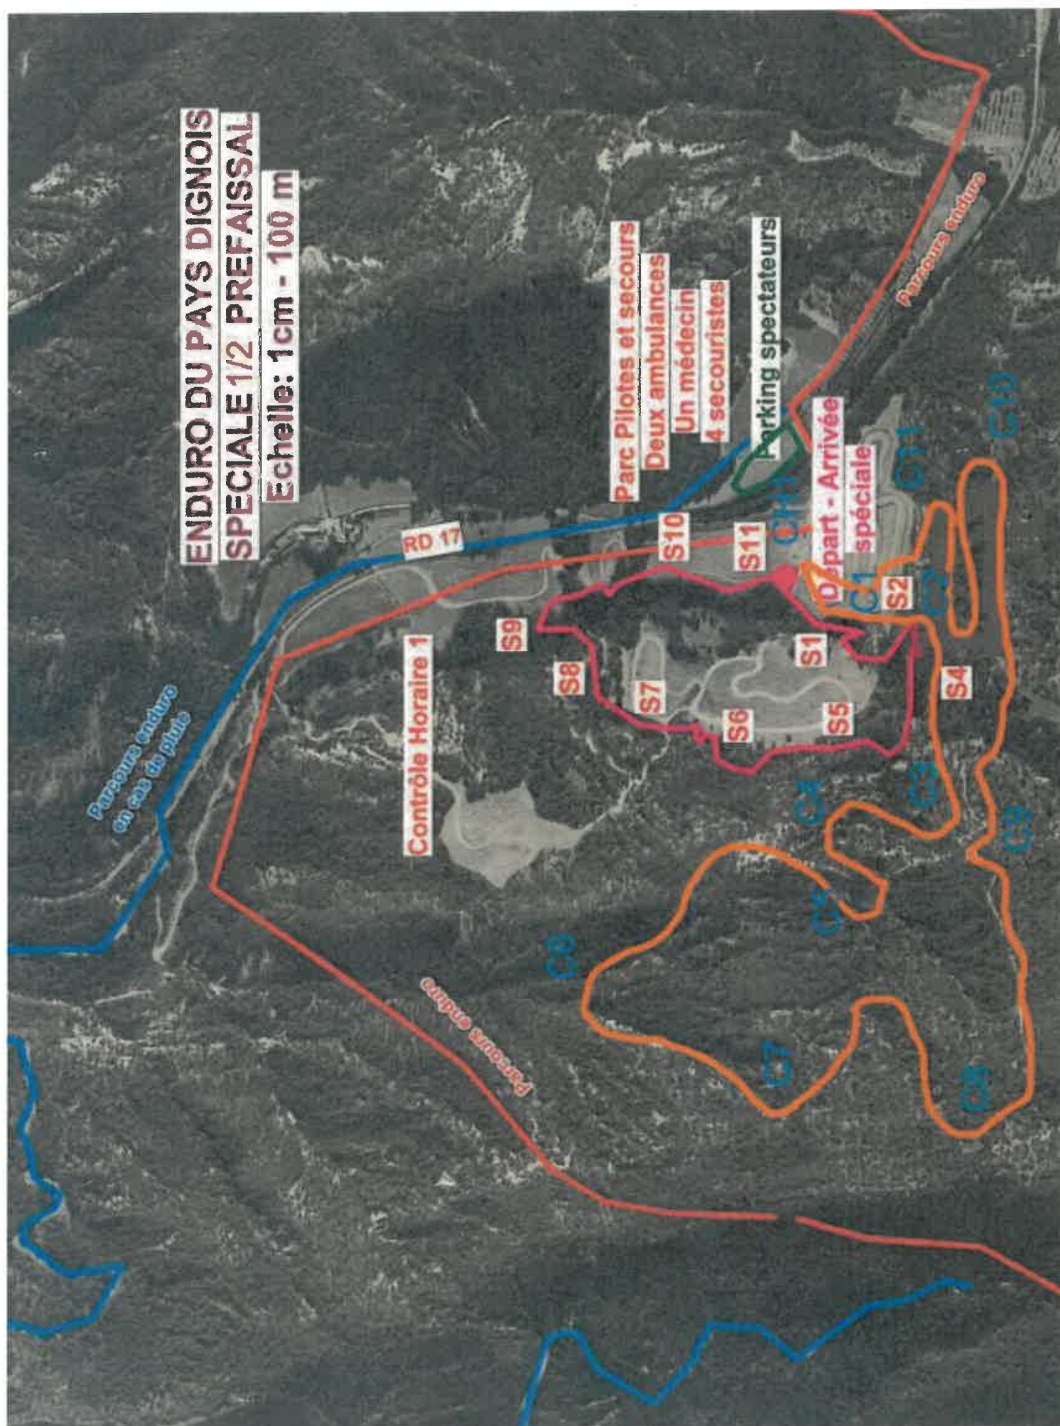 ENDURO DU PAYS DIGNOIS
SPECIALE 1/2 PREFAISSAL
Echelle: 1cm - 100 m
Parcours enduro
en cas de pluie
RD 17
Parc Pilotes et secours
Deux ambulances
Un médecin
4 secouristes
Parking spectateurs
Parcours enduro
Contrôle Horaire 1
S9
S8
S10
S11
CH1
Départ - Arrivée
spéciale
S7
S6
S5
S1
C1
S2
C2
C11
C10
S4
C3
C4
C5
C9
C6
C7
C8
Parcours enduro